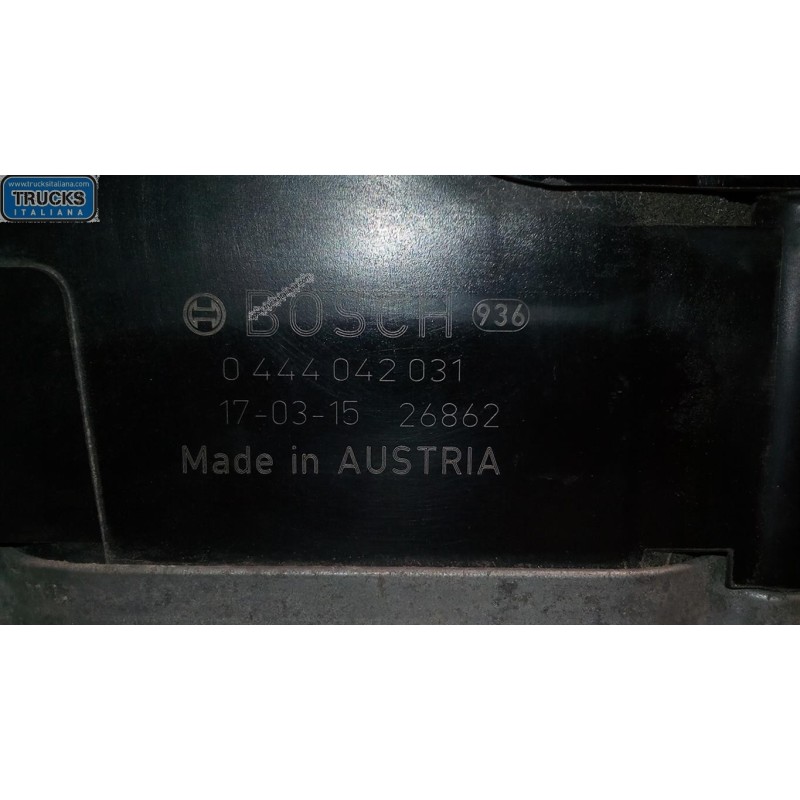 www.trucksitaliana.com
TRUCKS
ITALIANA
BOSCH 936
0 444 042 031
17-03-15 26862
Made in AUSTRIA